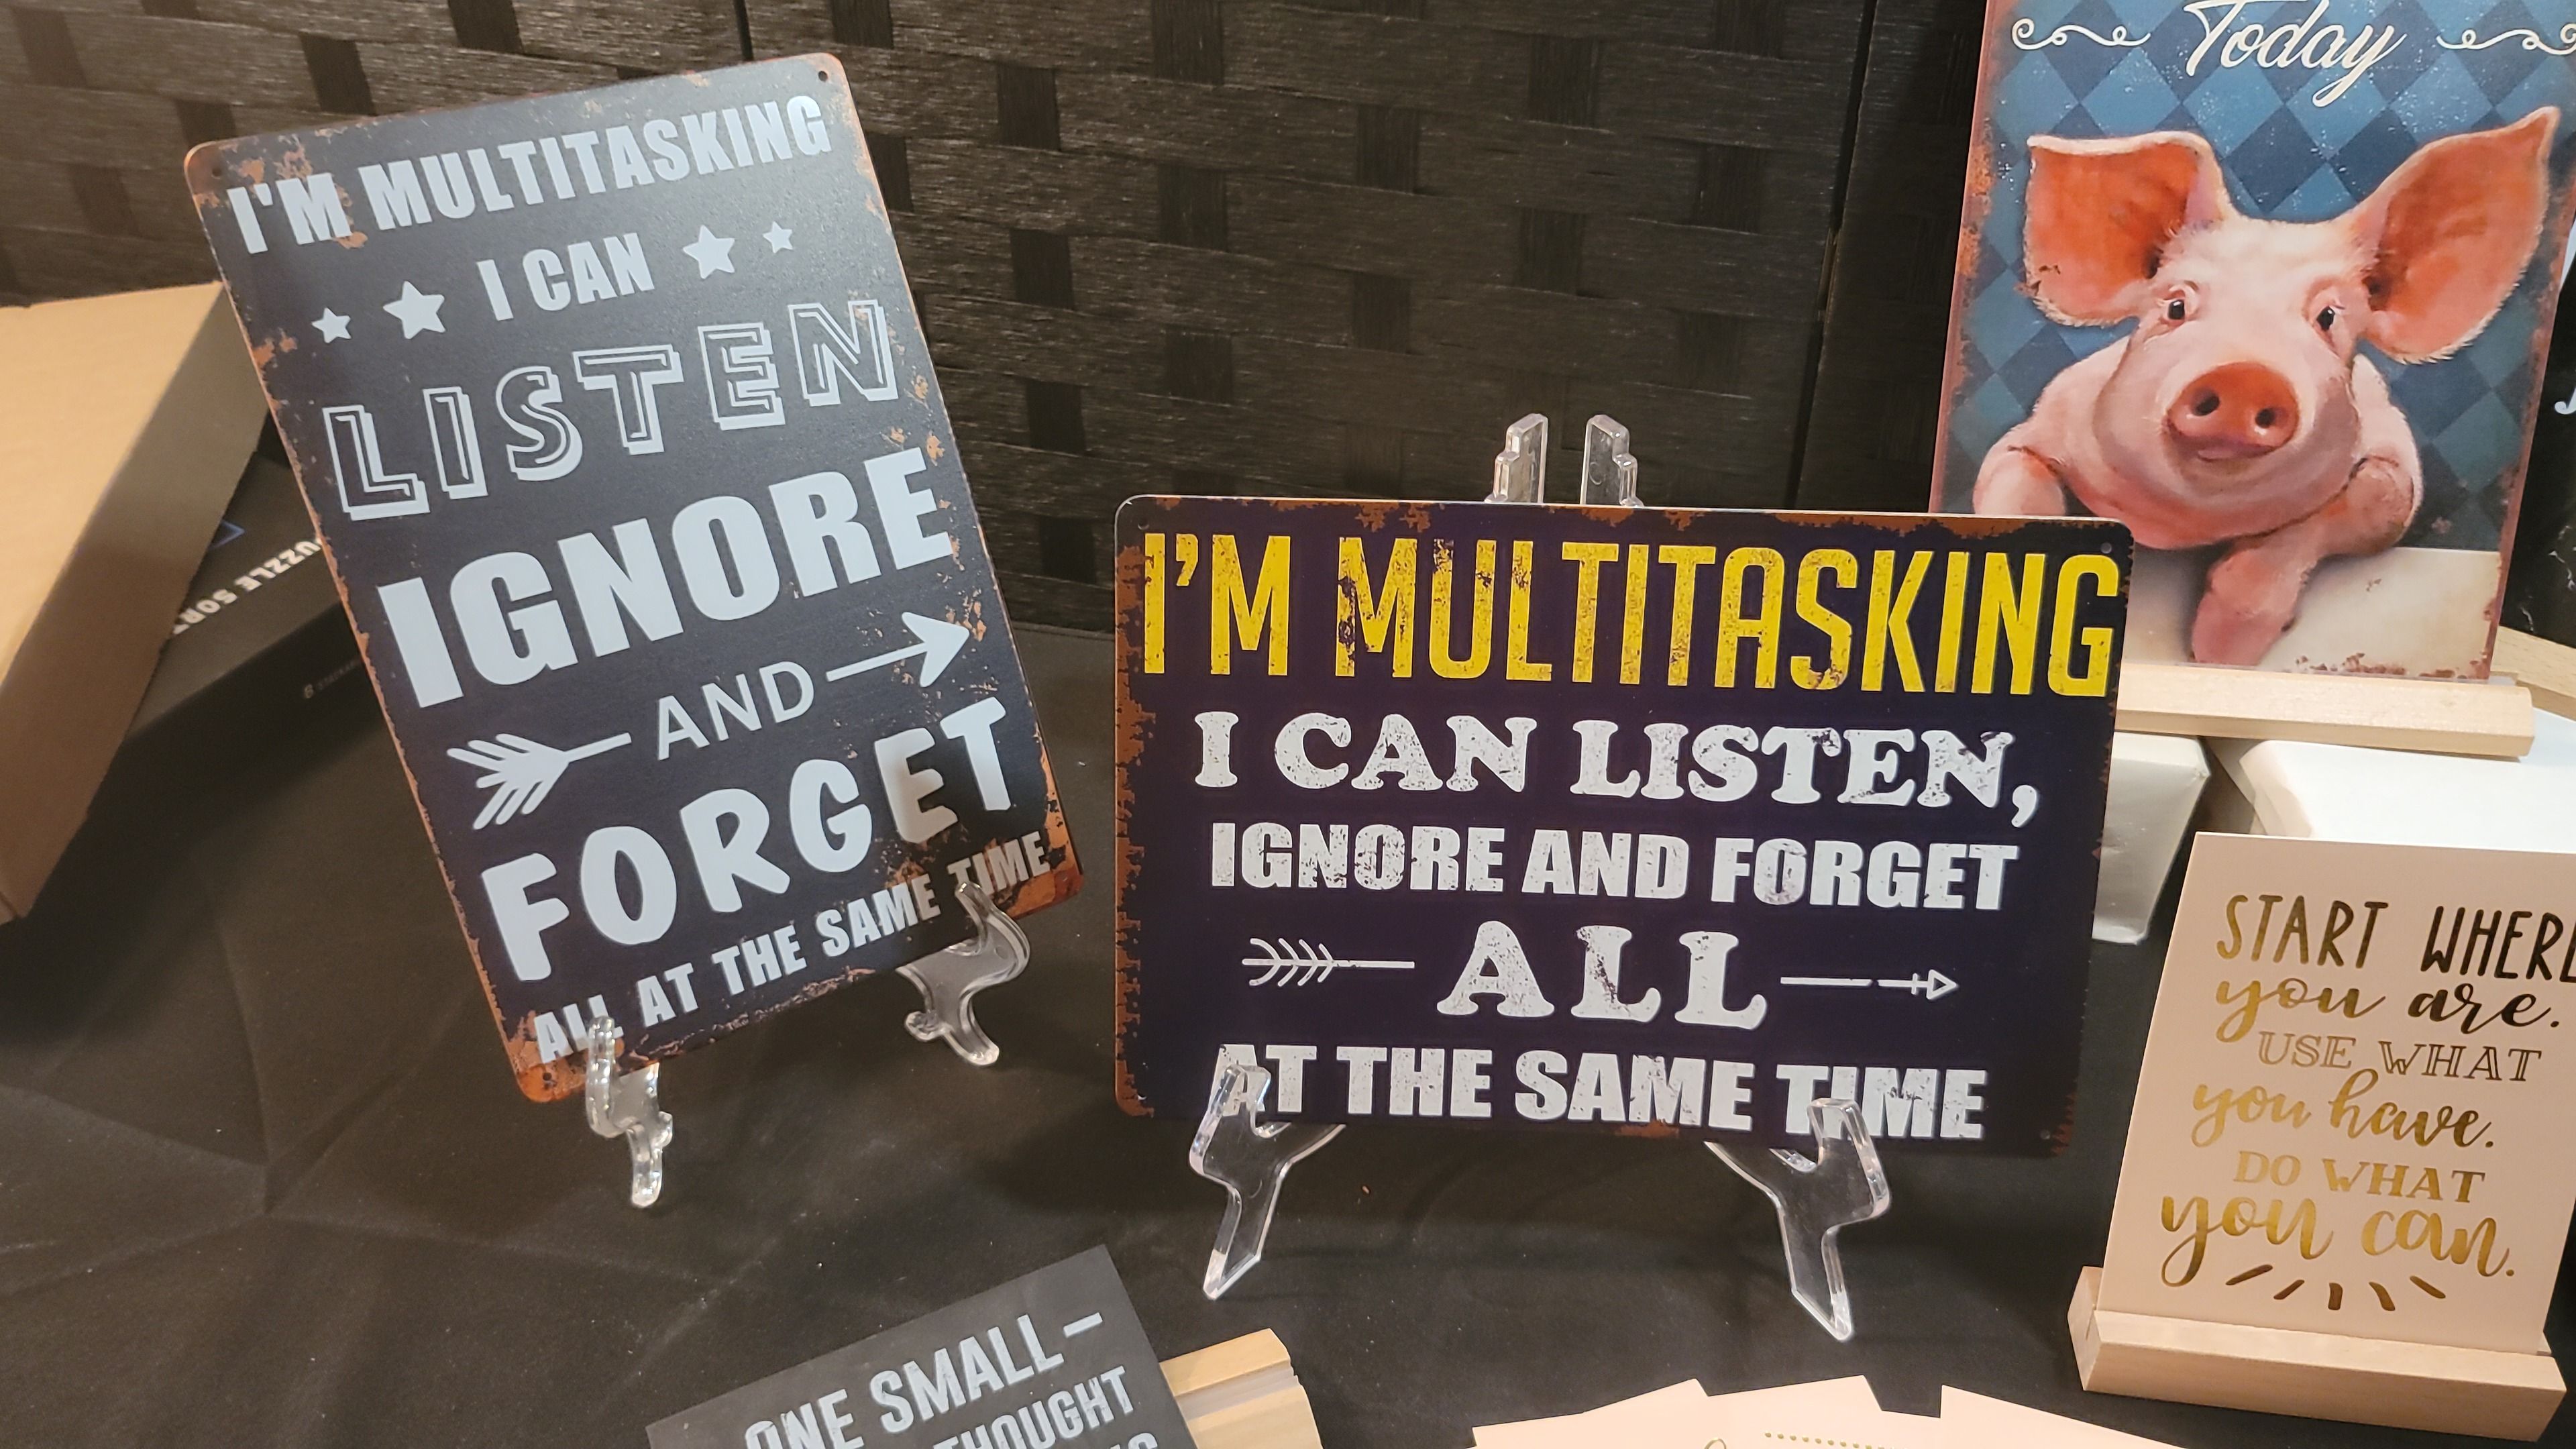 I'M MULTITASKING
I CAN
LISTEN
IGNORE
AND
FORGET
ALL AT THE SAME TIME
I'M MULTITASKING
I CAN LISTEN,
IGNORE AND FORGET
ALL
AT THE SAME TIME
Today
START WHERE
you are.
USE WHAT
you have.
DO WHAT
you can.
ONE SMALL
THOUGHT